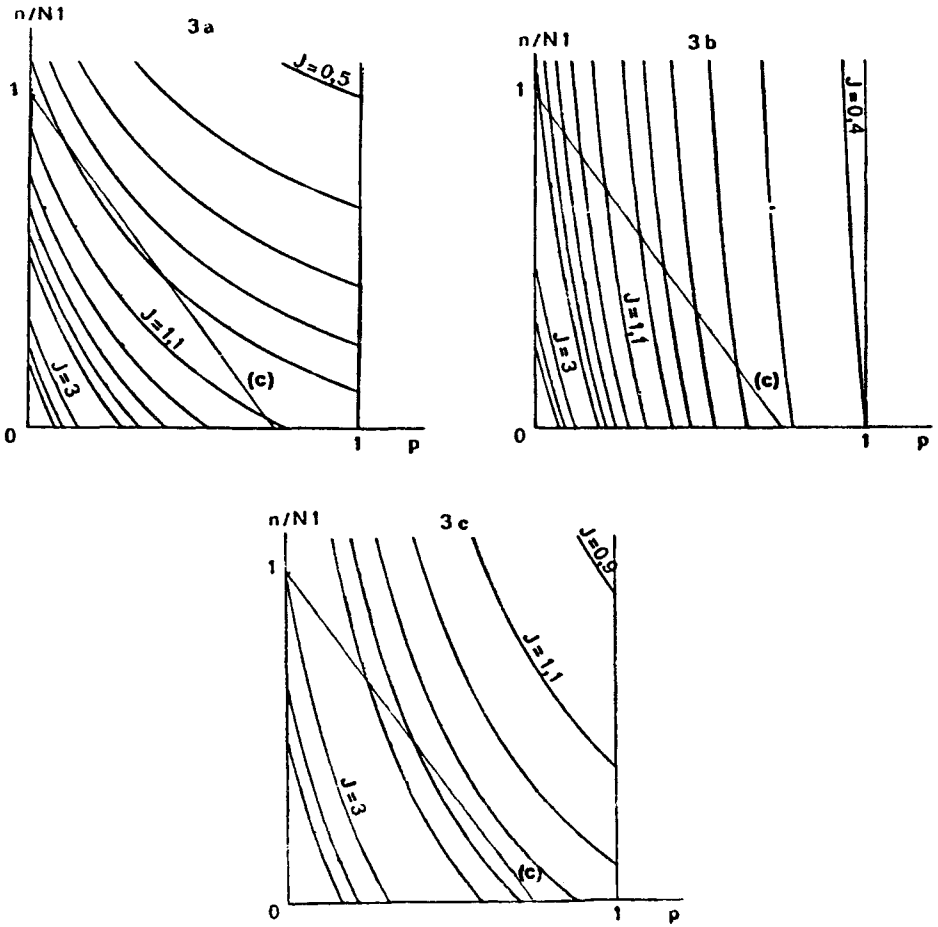 n/N1
3a
J=0,5
1
J=1,1
J=3
(c)
0
1
p
n/N1
3b
1
J=0,4
J=1,1
J=3
(c)
0
1
p
n/N1
3c
1
J=0,9
J=1,1
J=3
(c)
0
1
p